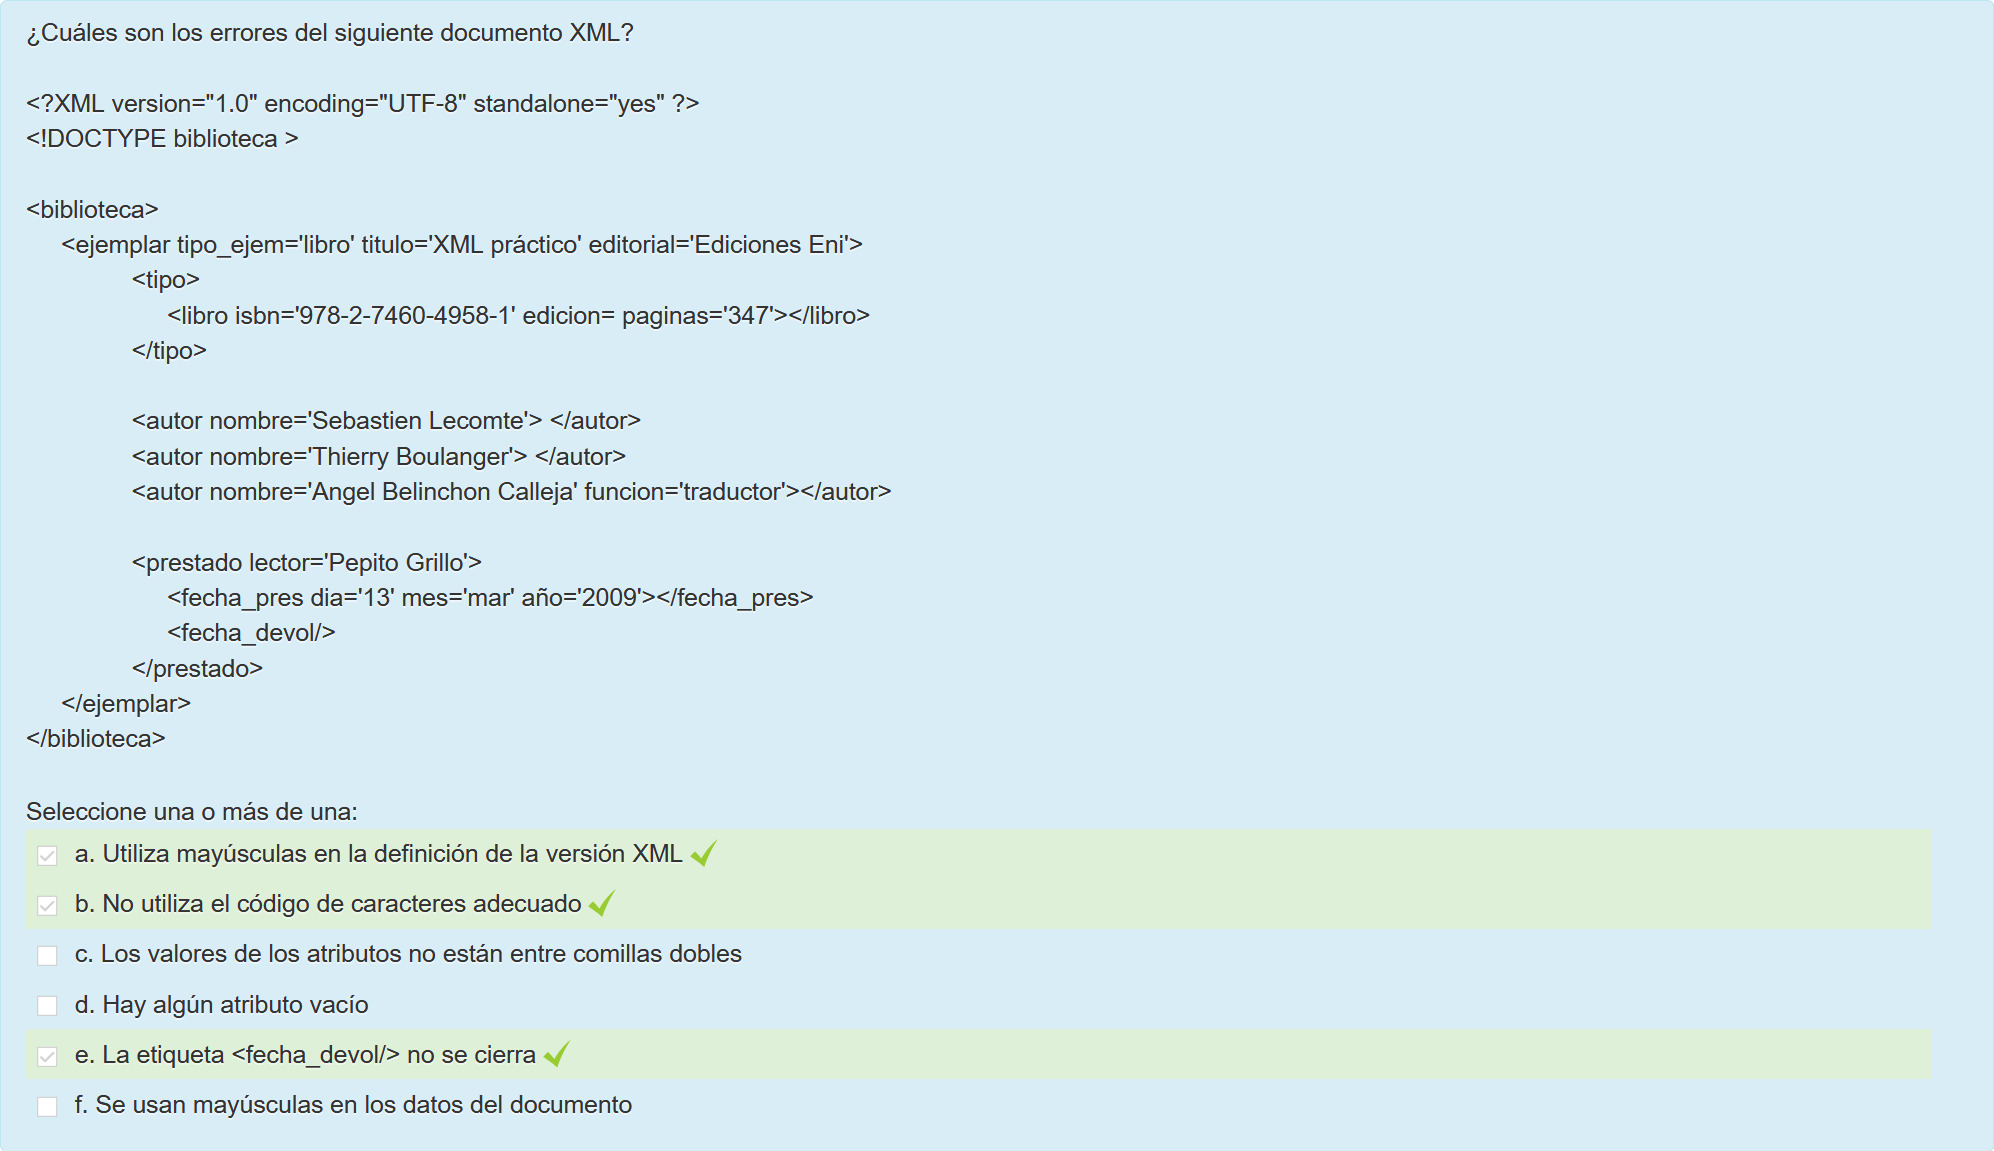 ¿Cuáles son los errores del siguiente documento XML?
<?XML version="1.0" encoding="UTF-8" standalone="yes" ?>
<!DOCTYPE biblioteca >
<biblioteca>
<ejemplar tipo_ejem='libro' titulo='XML práctico' editorial='Ediciones Eni'>
<tipo>
<libro isbn='978-2-7460-4958-1' edicion= paginas='347'></libro>
</tipo>
<autor nombre='Sebastien Lecomte'> </autor>
<autor nombre='Thierry Boulanger'> </autor>
<autor nombre='Angel Belinchon Calleja' funcion='traductor'></autor>
<prestado lector='Pepito Grillo'>
<fecha_pres dia='13' mes='mar' año='2009'></fecha_pres>
<fecha_devol/>
</prestado>
</ejemplar>
</biblioteca>
Seleccione una o más de una:
a. Utiliza mayúsculas en la definición de la versión XML
b. No utiliza el código de caracteres adecuado
c. Los valores de los atributos no están entre comillas dobles
d. Hay algún atributo vacío
e. La etiqueta <fecha_devol/> no se cierra
f. Se usan mayúsculas en los datos del documento